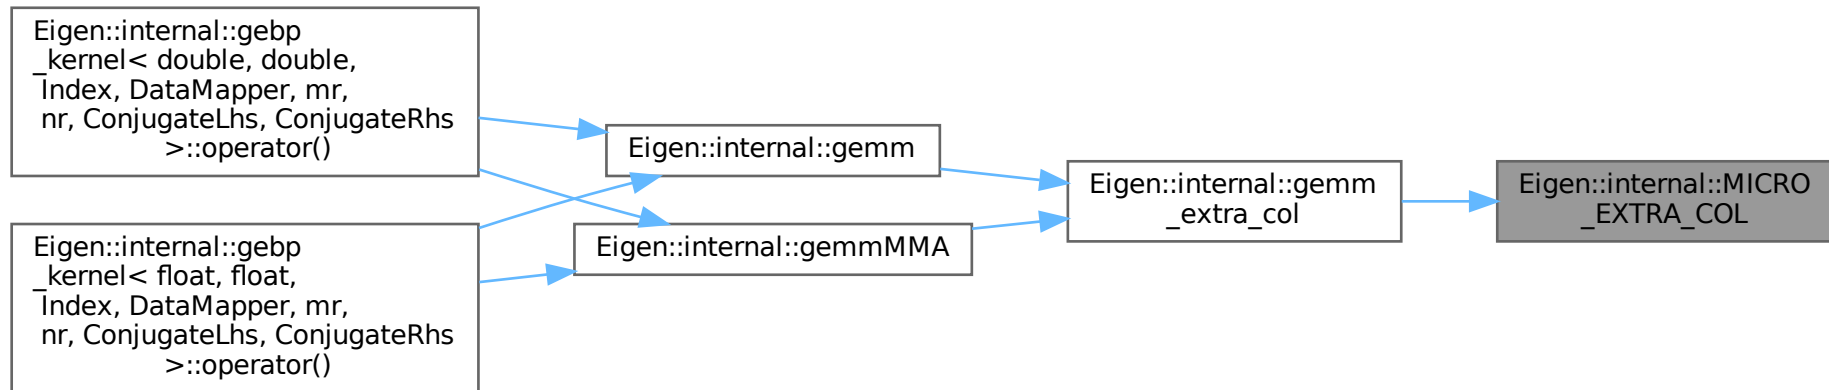 Eigen::internal::gebp
_kernel< double, double,
Index, DataMapper, mr,
nr, ConjugateLhs, ConjugateRhs
>::operator()
Eigen::internal::gemm
Eigen::internal::gemm
_extra_col
Eigen::internal::MICRO
_EXTRA_COL
Eigen::internal::gebp
_kernel< float, float,
Index, DataMapper, mr,
nr, ConjugateLhs, ConjugateRhs
>::operator()
Eigen::internal::gemmMMA